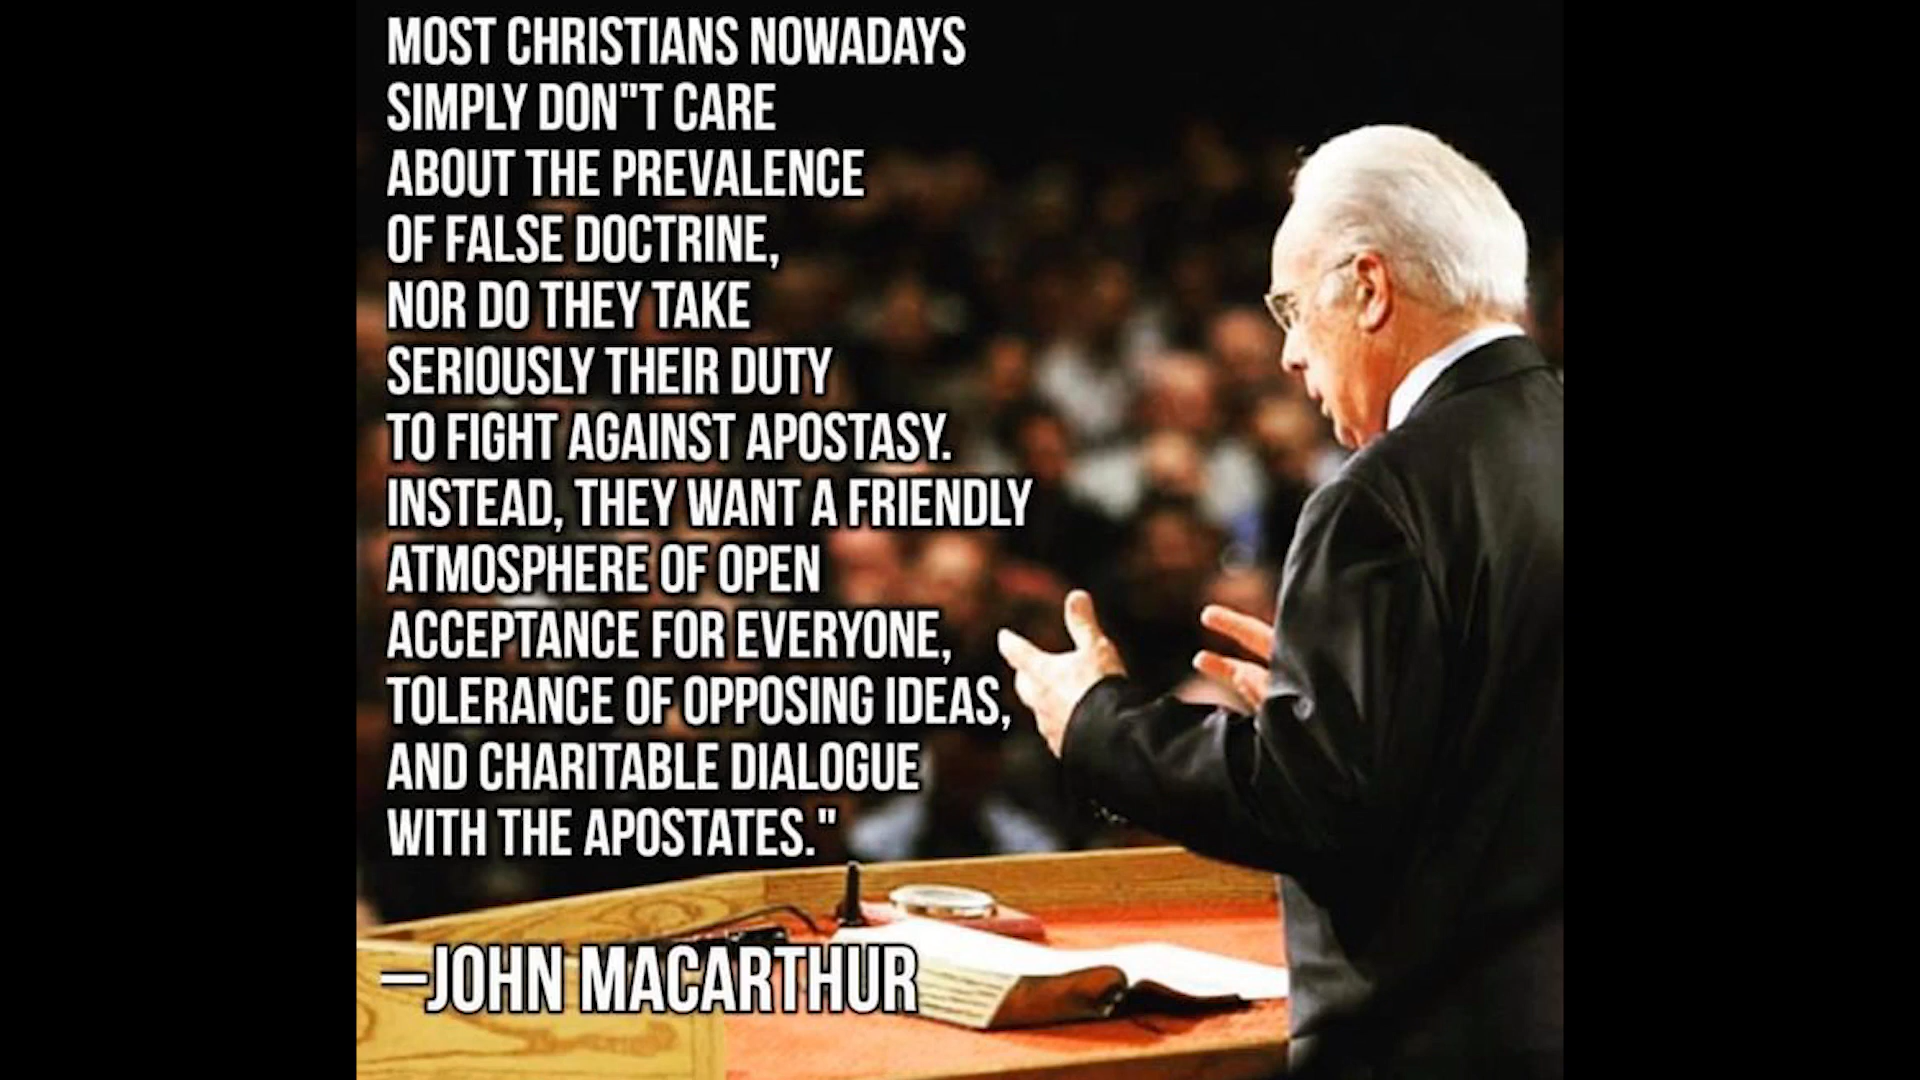 MOST CHRISTIANS NOWADAYS
SIMPLY DON"T CARE
ABOUT THE PREVALENCE
OF FALSE DOCTRINE,
NOR DO THEY TAKE
SERIOUSLY THEIR DUTY
TO FIGHT AGAINST APOSTASY.
INSTEAD, THEY WANT A FRIENDLY
ATMOSPHERE OF OPEN
ACCEPTANCE FOR EVERYONE,
TOLERANCE OF OPPOSING IDEAS,
AND CHARITABLE DIALOGUE
WITH THE APOSTATES."
—JOHN MACARTHUR